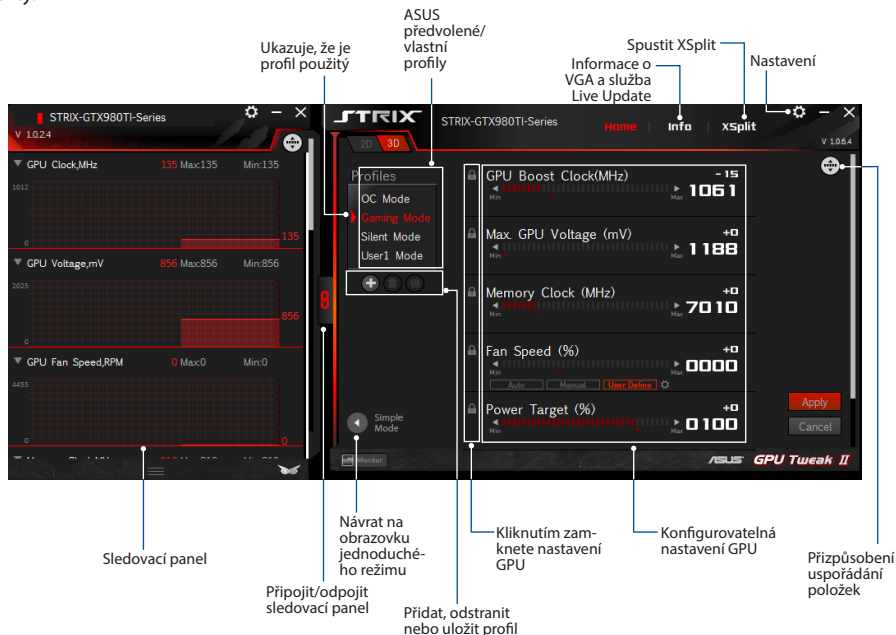 ASUS
předvolené/
vlastní
profily
Ukazuje, že je
profil použitý
Spustit XSplit
Informace o
VGA a služba
Live Update
Nastavení
STRIX-GTX980TI-Series
V 1.0.2.4
GPU Tweak
GPU Clock,MHz 135 Max:135 Min:135
1012
135
0
GPU Voltage,mV 856 Max:856 Min:856
2025
856
0
GPU Fan Speed,RPM 0 Max:0 Min:0
4455
0
0
STRIX STRIX-GTX980TI-Series Home | Info | XSplit
V 1.0.6.4
2D 3D
Profiles
OC Mode
Gaming Mode
Silent Mode
User1 Mode
GPU Boost Clock(MHz) -15
Min Max 1061
Max. GPU Voltage (mV) +0
Min Max 1188
Memory Clock (MHz) +0
Min Max 7010
Fan Speed (%) +0
Min Max 0000
Auto Manual User Define
Power Target (%) +0
Min Max 0100
Apply
Cancel
Simple
Mode
Monitor
ASUS GPU Tweak II
Sledovací panel
Připojit/odpojit
sledovací panel
Návrat na
obrazovku
jednoduché-
ho režimu
Přidat, odstranit
nebo uložit profil
Kliknutím zam-
knete nastavení
GPU
Konfigurovatelná
nastavení GPU
Přizpůsobení
uspořádání
položek